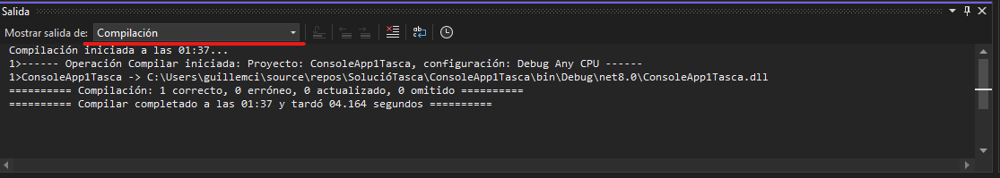 Salida
Mostrar salida de: Compilación
Compilación iniciada a las 01:37...
1>------ Operación Compilar iniciada: Proyecto: ConsoleApp1Tasca, configuración: Debug Any CPU ------
1>ConsoleApp1Tasca -> C:\Users\guillemci\source\repos\SolucióTasca\ConsoleApp1Tasca\bin\Debug\net8.0\ConsoleApp1Tasca.dll
========== Compilación: 1 correcto, 0 erróneo, 0 actualizado, 0 omitido ==========
========== Compilar completado a las 01:37 y tardó 04.164 segundos ==========